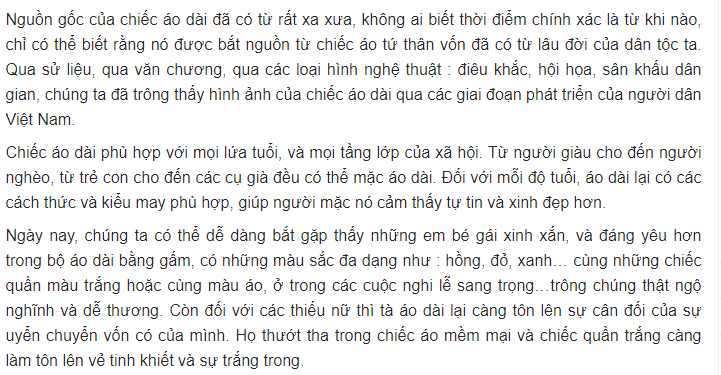 Nguồn gốc của chiếc áo dài đã có từ rất xa xưa, không ai biết thời điểm chính xác là từ khi nào,
chỉ có thể biết rằng nó được bắt nguồn từ chiếc áo tứ thân vốn đã có từ lâu đời của dân tộc ta.
Qua sử liệu, qua văn chương, qua các loại hình nghệ thuật : điêu khắc, hội họa, sân khấu dân
gian, chúng ta đã trông thấy hình ảnh của chiếc áo dài qua các giai đoạn phát triển của người dân
Việt Nam.
Chiếc áo dài phù hợp với mọi lứa tuổi, và mọi tầng lớp của xã hội. Từ người giàu cho đến người
nghèo, từ trẻ con cho đến các cụ già đều có thể mặc áo dài. Đối với mỗi độ tuổi, áo dài lại có các
cách thức và kiểu may phù hợp, giúp người mặc nó cảm thấy tự tin và xinh đẹp hơn.
Ngày nay, chúng ta có thể dễ dàng bắt gặp thấy những em bé gái xinh xắn, và đáng yêu hơn
trong bộ áo dài bằng gấm, có những màu sắc đa dạng như : hồng, đỏ, xanh… cùng những chiếc
quần màu trắng hoặc cùng màu áo, ở trong các cuộc nghi lễ sang trọng…trông chúng thật ngộ
nghĩnh và dễ thương. Còn đối với các thiếu nữ thì tà áo dài lại càng tôn lên sự cân đối của sự
uyển chuyển vốn có của mình. Họ thướt tha trong chiếc áo mềm mại và chiếc quần trắng càng
làm tôn lên vẻ tinh khiết và sự trắng trong.